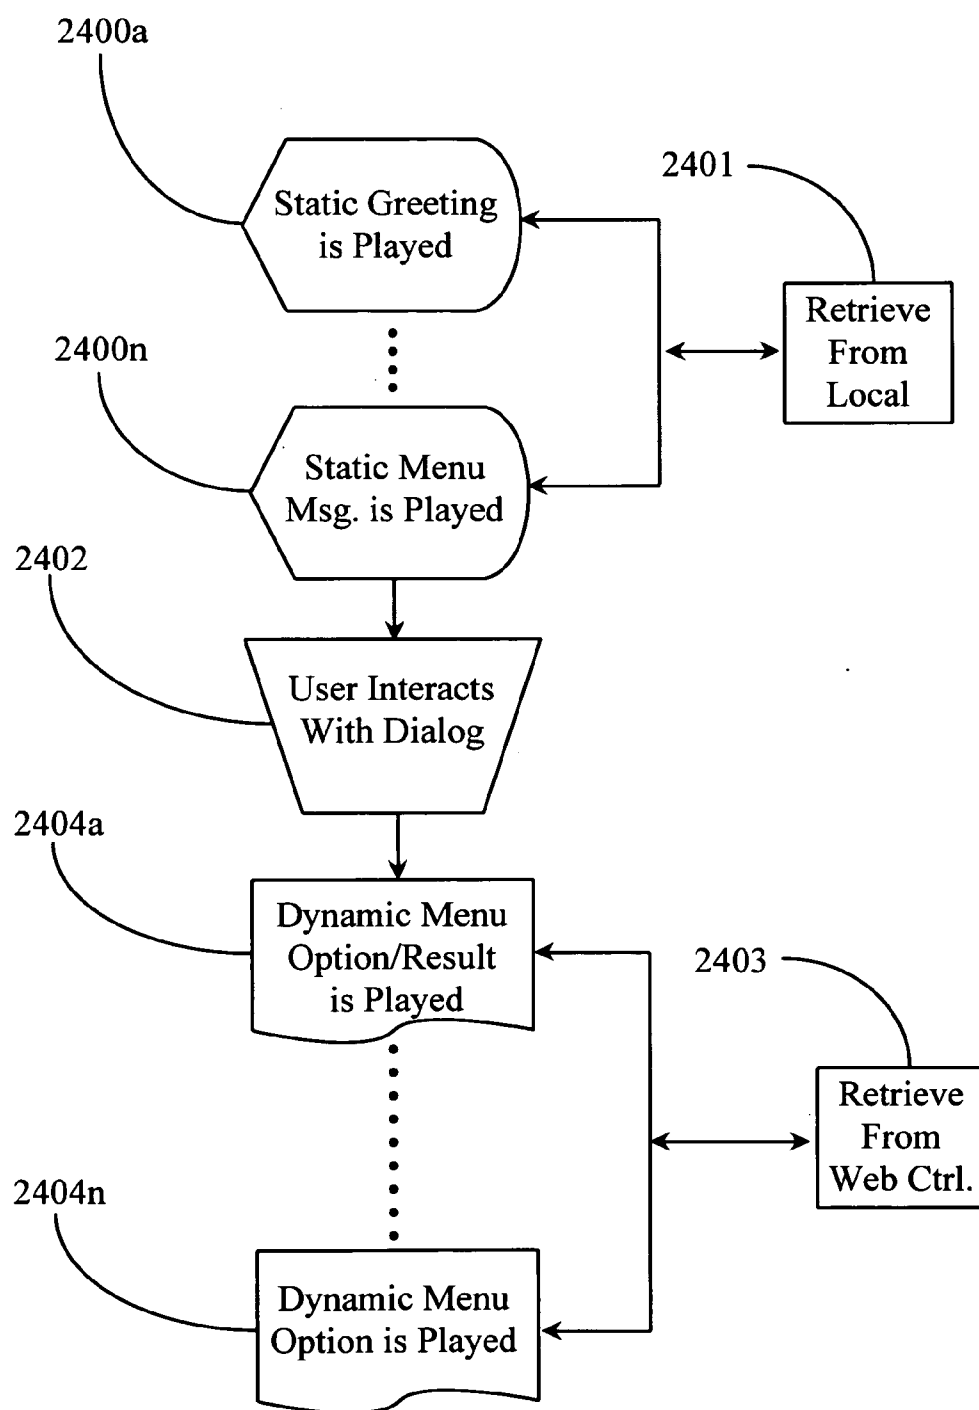 2400a
Static Greeting
is Played
2401
Retrieve
From
Local
2400n
Static Menu
Msg. is Played
2402
User Interacts
With Dialog
2404a
Dynamic Menu
Option/Result
is Played
2403
Retrieve
From
Web Ctrl.
2404n
Dynamic Menu
Option is Played